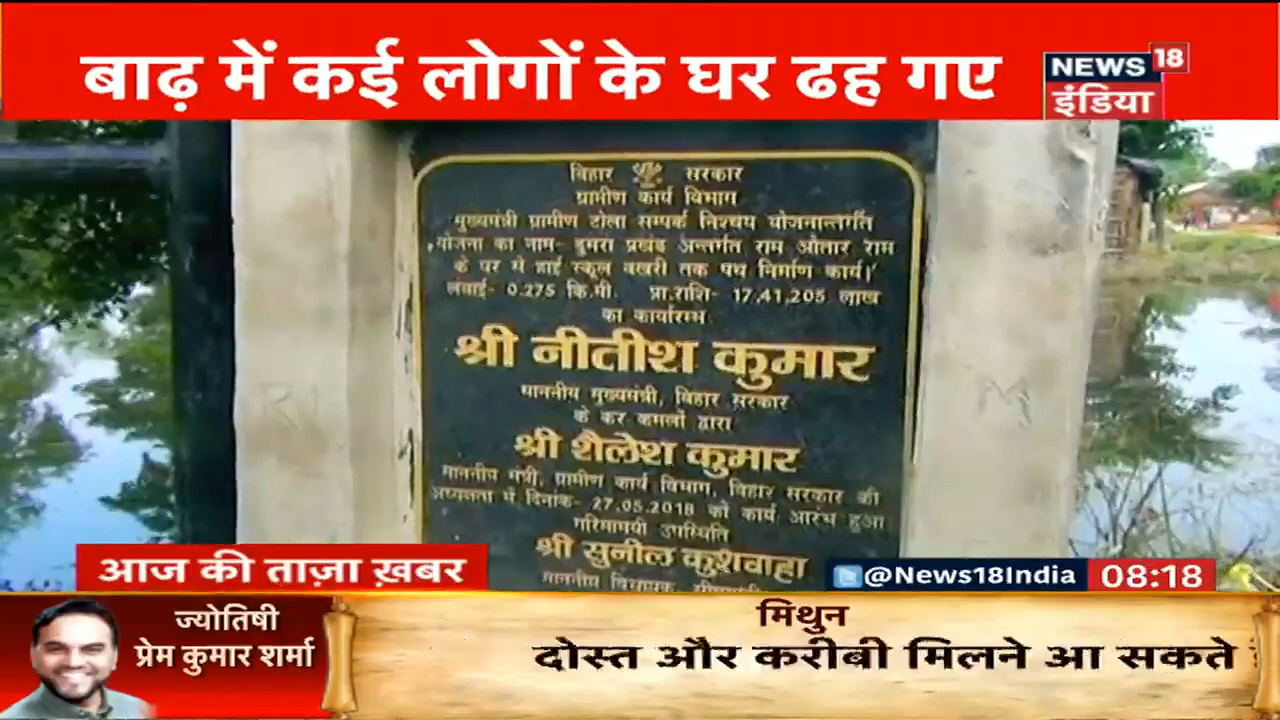 बाढ़ में कई लोगों के घर ढह गए
NEWS 18
इंडिया
बिहार सरकार
ग्रामीण कार्य विभाग
मुख्यमंत्री ग्रामीण टोला सम्पर्क निश्चय योजनान्तर्गत
योजना का नाम- डुमरा प्रखंड अन्तर्गत राम औतार राम
के घर से हाई स्कूल बखरी तक पथ निर्माण कार्य।
लंबाई- 0.275 कि.मी. प्रा.राशि- 17,41,205 लाख
का कार्यारम्भ
श्री नीतीश कुमार
माननीय मुख्यमंत्री, बिहार सरकार
के कर कमलों द्वारा
श्री शैलेश कुमार
माननीय मंत्री, ग्रामीण कार्य विभाग, बिहार सरकार की
अध्यक्षता में दिनांक- 27.05.2018 को कार्य आरंभ हुआ
गरिमामयी उपस्थिति
श्री सुनील कुशवाहा
माननीय विधायक,
आज की ताज़ा ख़बर
@News18India 08:18
ज्योतिषी
प्रेम कुमार शर्मा
मिथुन
दोस्त और करीबी मिलने आ सकते